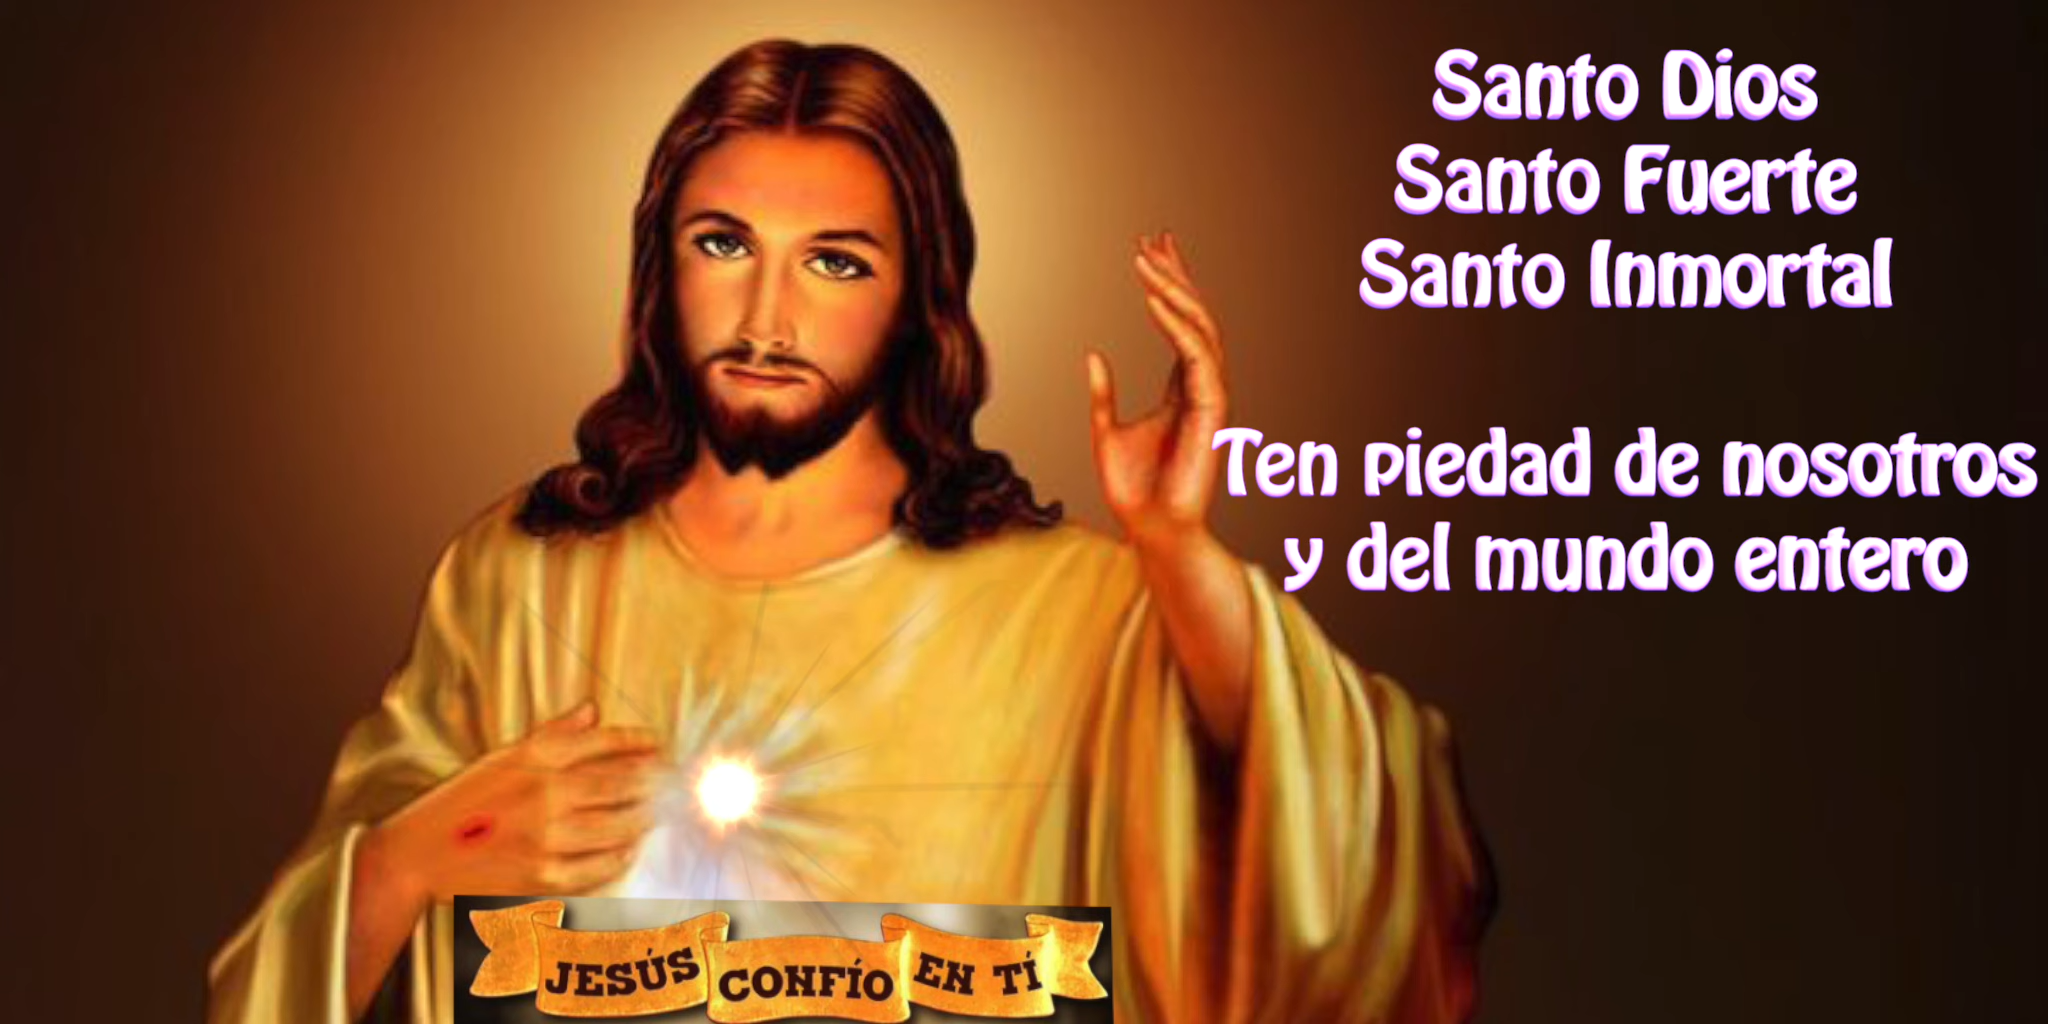 Santo Dios
Santo Fuerte
Santo Inmortal
Ten piedad de nosotros
y del mundo entero
JESÚS CONFÍO EN TÍ